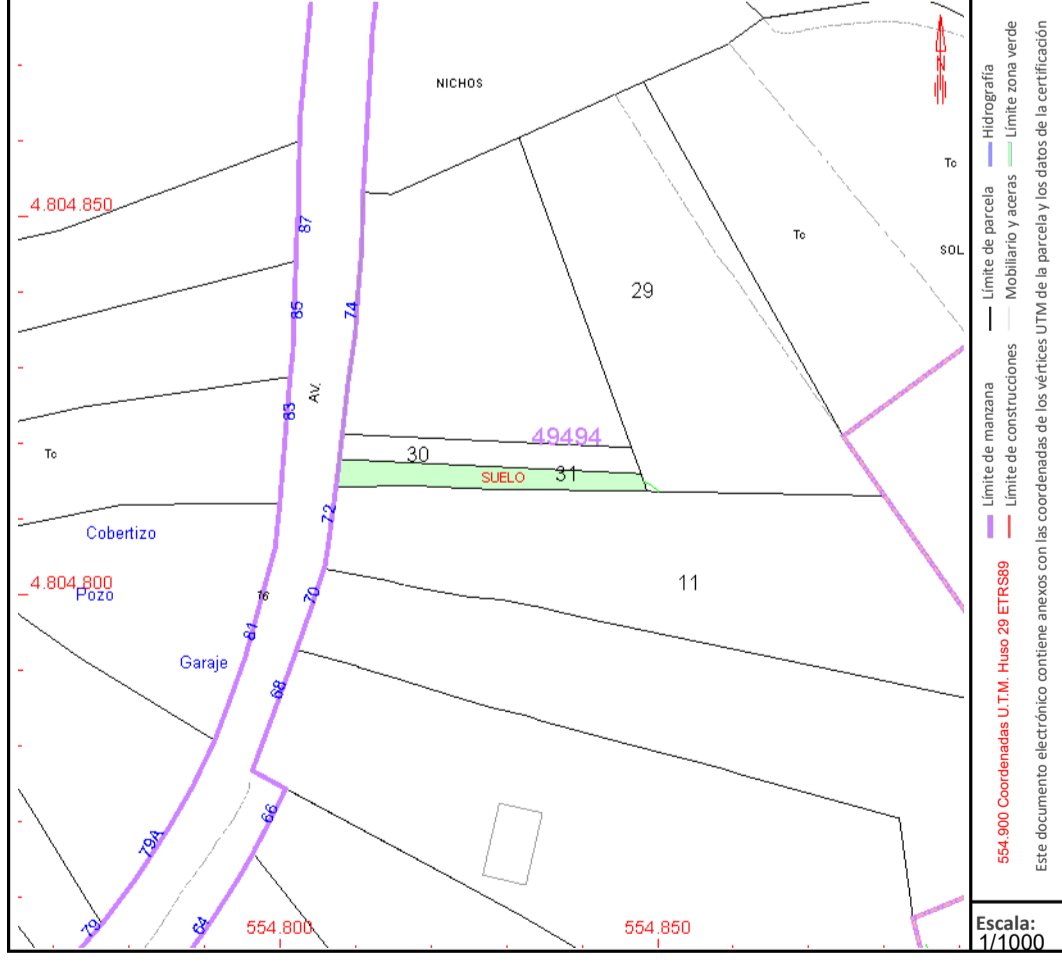 NICHOS
N
Tc
4.804.850
87
Tc
SOL
29
85
74
AV.
83
49494
Tc
30
SUELO
31
72
Cobertizo
11
4.804.800
Pozo
16
70
81
Garaje
68
66
79A
79
64
554.800
554.850
Límite de manzana
Límite de parcela
Hidrografía
Límite de construcciones
Mobiliario y aceras
Límite zona verde
554.900 Coordenadas U.T.M. Huso 29 ETRS89
Este documento electrónico contiene anexos con las coordenadas de los vértices UTM de la parcela y los datos de la certificación
Escala:
1/1000